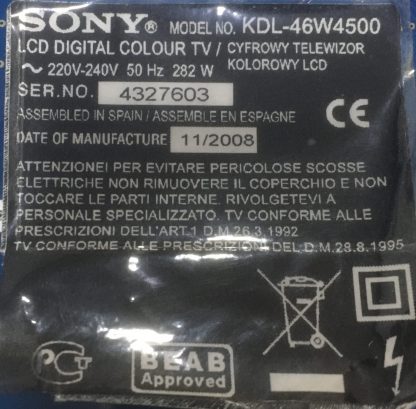 SONY® MODEL NO. KDL-46W4500
LCD DIGITAL COLOUR TV / CYFROWY TELEWIZOR
KOLOROWY LCD
~ 220V-240V 50 Hz 282 W
SER.NO. 4327603
ASSEMBLED IN SPAIN / ASSEMBLE EN ESPAGNE
CE
DATE OF MANUFACTURE 11/2008
ATTENZIONE! PER EVITARE PERICOLOSE SCOSSE
ELETTRICHE NON RIMUOVERE IL COPERCHIO E NON
TOCCARE LE PARTI INTERNE. RIVOLGETEVI A
PERSONALE SPECIALIZZATO. TV CONFORME ALLE
PRESCRIZIONI DELL'ART.1 D.M.26.3.1992
TV CONFORME ALLE PRESCRIZIONI DEL D.M.28.8.1995
BEAB
Approved